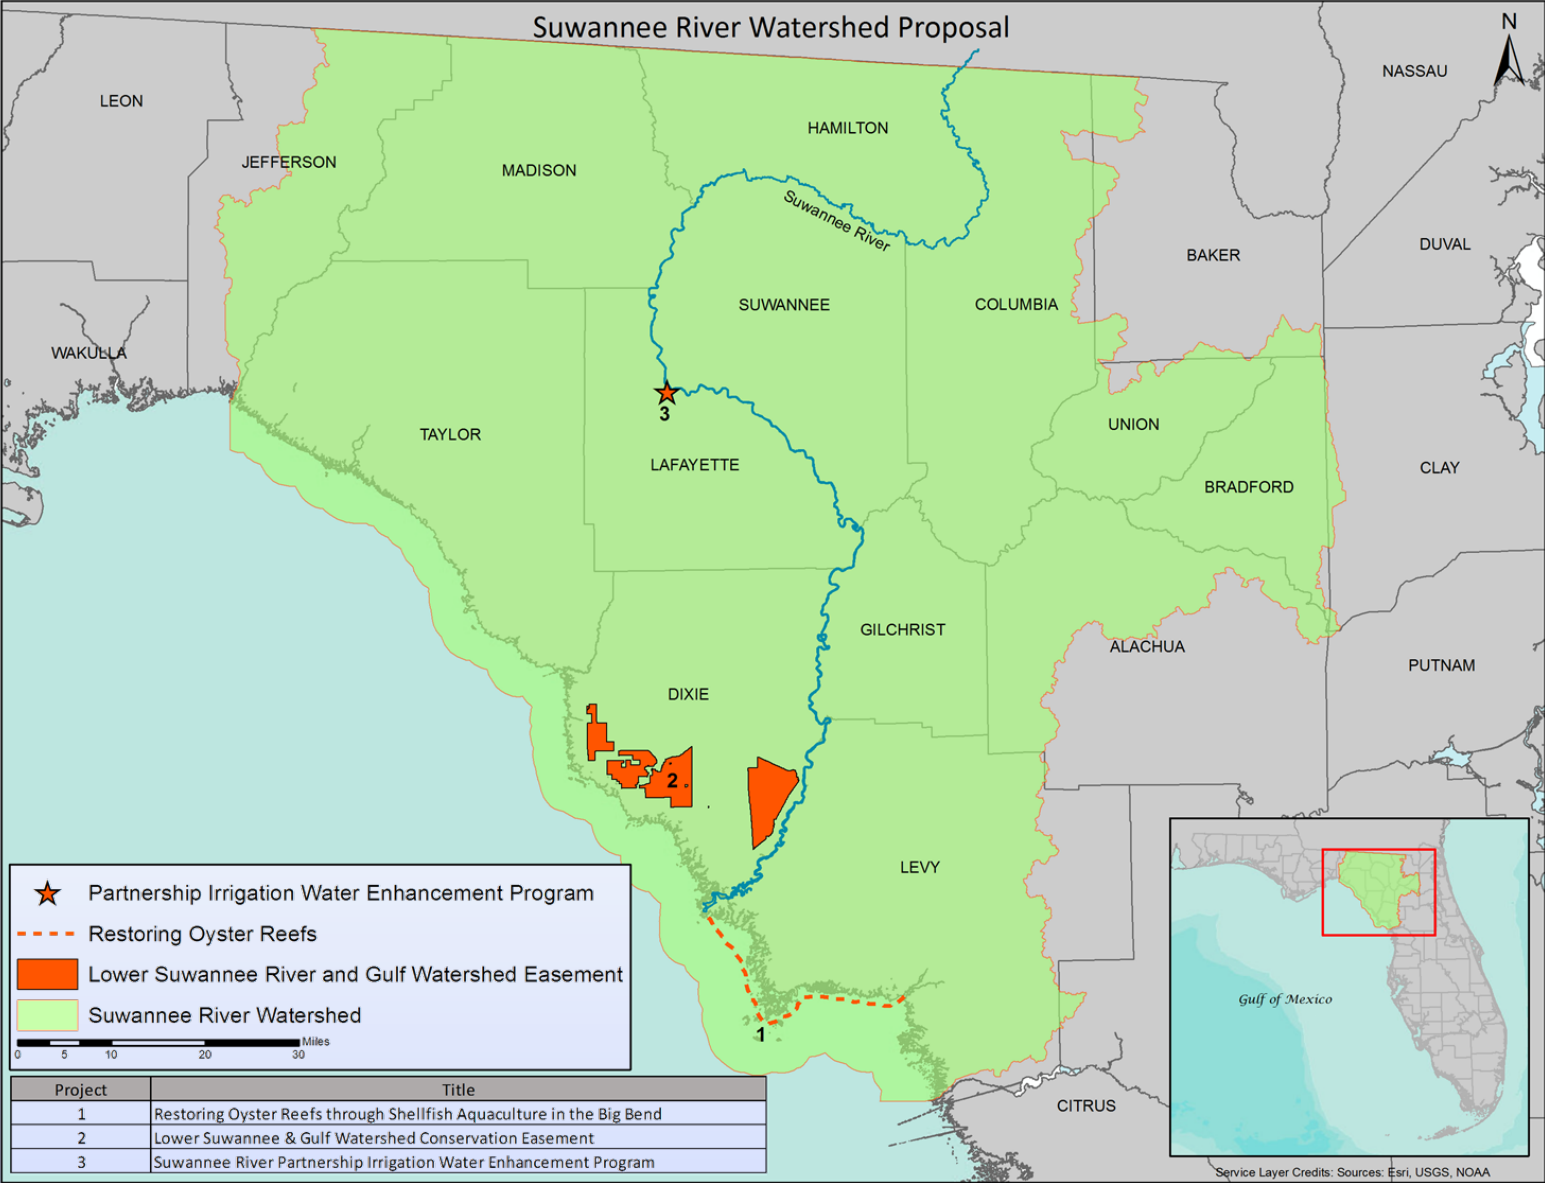 Suwannee River Watershed Proposal
N
NASSAU
LEON
HAMILTON
JEFFERSON
MADISON
Suwannee River
DUVAL
BAKER
SUWANNEE
COLUMBIA
WAKULLA
3
UNION
TAYLOR
LAFAYETTE
CLAY
BRADFORD
GILCHRIST
ALACHUA
PUTNAM
DIXIE
2
LEVY
1
CITRUS
Partnership Irrigation Water Enhancement Program
Restoring Oyster Reefs
Lower Suwannee River and Gulf Watershed Easement
Suwannee River Watershed
Miles
0 5 10 20 30
Project Title
1 Restoring Oyster Reefs through Shellfish Aquaculture in the Big Bend
2 Lower Suwannee & Gulf Watershed Conservation Easement
3 Suwannee River Partnership Irrigation Water Enhancement Program
Gulf of Mexico
Service Layer Credits: Sources: Esri, USGS, NOAA